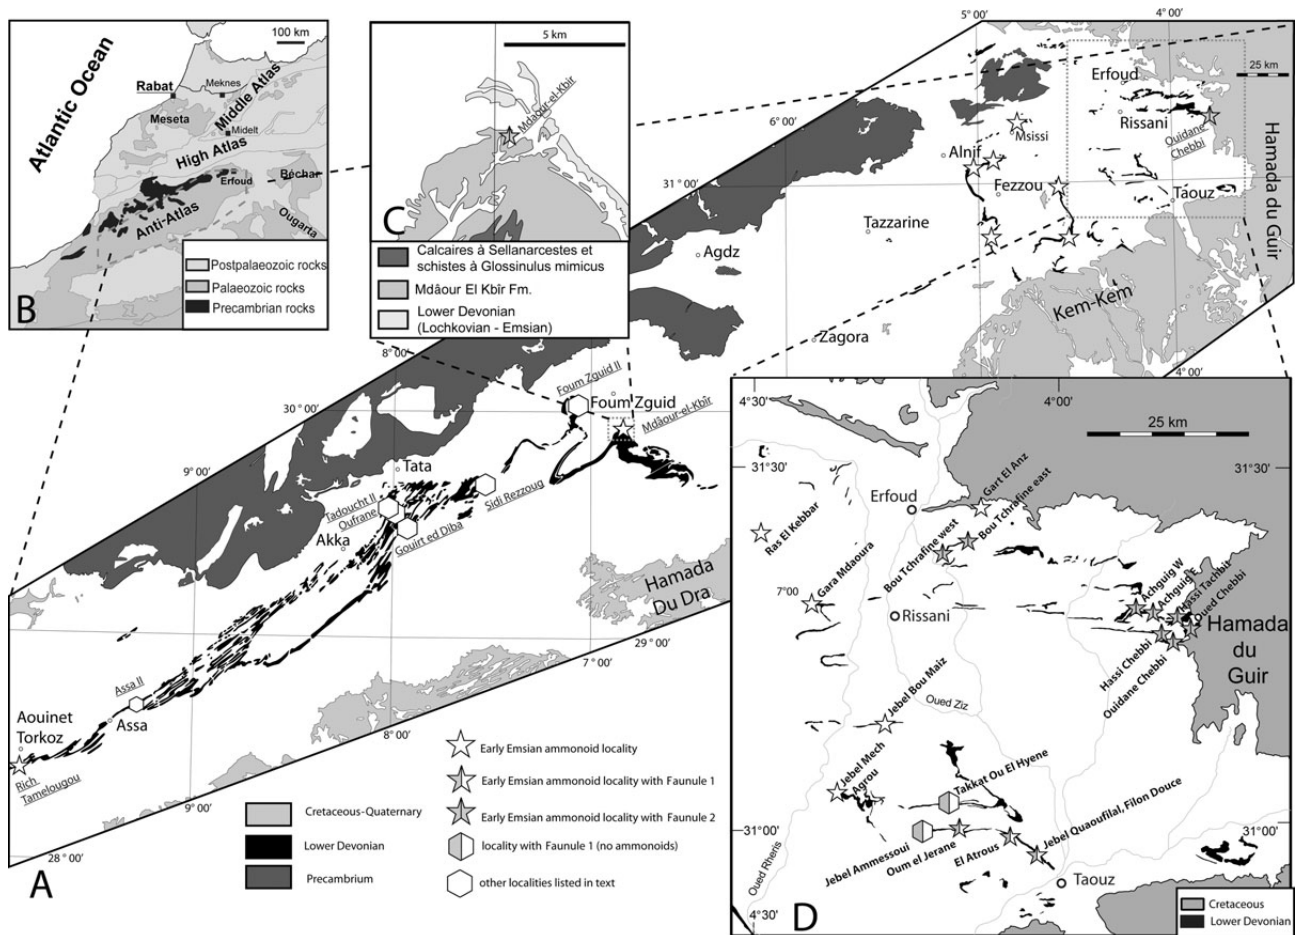 100 km
Atlantic Ocean
Rabat
Meknes
Meseta
Middle Atlas
Midelt
High Atlas
Erfoud
Béchar
Anti-Atlas
Ougarta
Postpalaeozoic rocks
Palaeozoic rocks
Precambrian rocks
B
5 km
Mdâour-el-Kbîr
C
Calcaires à Sellanarcestes et
schistes à Glossinulus mimicus
Mdâour El Kbîr Fm.
Lower Devonian
(Lochkovian - Emsian)
5° 00'
4° 00'
25 km
Erfoud
Rissani
Ouidane
Chebbi
Hamada du Guir
6° 00'
Msissi
Alnif
Fezzou
Taouz
31° 00'
Tazzarine
Agdz
Kem-Kem
Zagora
4° 00'
8° 00'
Foum Zguid II
30° 00'
Foum Zguid
Mdâour-el-Kbîr
9° 00'
Tata
Tadoucht II
Oufrane
Sidi Rezzoug
Gouirt ed Diba
Akka
Hamada
Du Dra
29° 00'
7° 00'
7°00'
Assa II
Assa
Aouinet
Torkoz
Rich
Tamelougou
8° 00'
9° 00'
28° 00'
A
Cretaceous-Quaternary
Lower Devonian
Precambrium
Early Emsian ammonoid locality
Early Emsian ammonoid locality with Faunule 1
Early Emsian ammonoid locality with Faunule 2
locality with Faunule 1 (no ammonoids)
other localities listed in text
4° 30'
4° 00'
25 km
31° 30'
31° 30'
Erfoud
Gart El Anz
Bou Tchrafine east
Bou Tchrafine west
Ras El Kebbar
Gara Mdaoura
Rissani
Achguig W
Achguig E
Hassi Tachbit
Oued Chebbi
Hassi Chebbi
Ouidane Chebbi
Hamada
du
Guir
Jebel Bou Maiz
Oued Ziz
Jebel Mech
Agrou
Takkat Ou El Hyene
Jebel Quaoufilal, Filon Douce
31° 00'
31° 00'
Jebel Ammessoui
Oum el Jerane
El Atrous
Oued Rheris
Taouz
4° 30'
D
Cretaceous
Lower Devonian